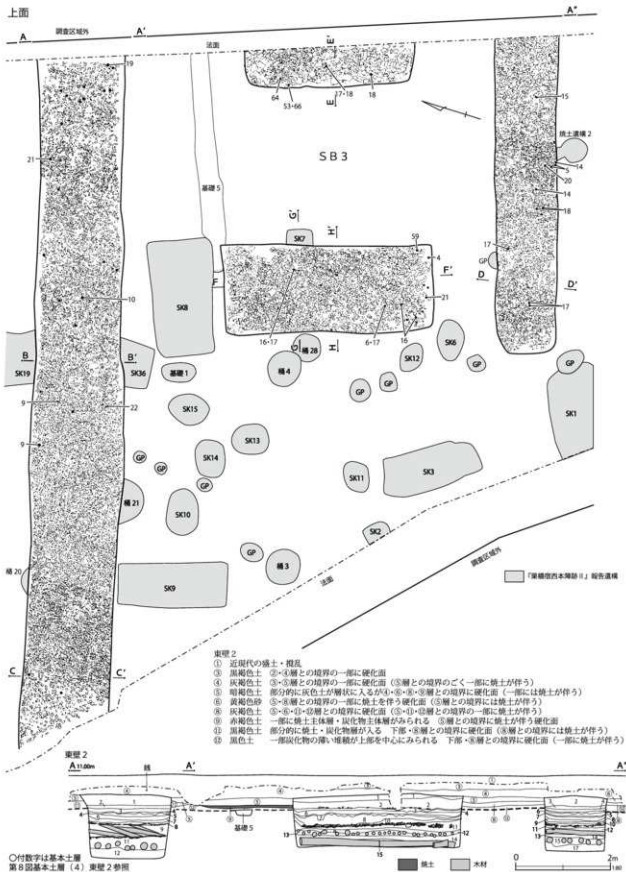 上面
A 調査区域外 A' A"
法面 E'
19
64 17・18 18
53・66 E
15
SB3
焼土遺構 2
21
14
5
20
14
18
基礎 5
G' H'
SK7
59
4
17
GP
F F' D D'
SK8
10
21
17
16・17 6・17 16
G H
B B'
SK19 SK36 基礎 1 桶 4 桶 28 SK12 SK6 GP GP
GP GP
9 22
SK15 SK1
9 SK13
GP GP SK14 SK11 SK3
GP
桶 21 SK10
SK2
GP
桶 20 桶 3
調査区域外
法面
SK9
『栗橋宿西本陣跡Ⅱ』報告遺構
C C'
東壁 2
① 近現代の盛土・攪乱
③ 黒褐色土 ②・④層との境界の一部に硬化面
④ 灰褐色土 ③・⑤層との境界の一部に硬化面(③層との境界のごく一部に焼土が伴う)
⑤ 暗褐色土 部分的に灰色土が層状に入るが④・⑥・⑧・⑨層との境界に硬化面(一部には焼土が伴う)
⑥ 黄褐色砂 ⑤・⑧層との境界に焼土を伴う硬化面(⑤層との境界には焼土が伴う)
⑧ 灰褐色土 ⑤・⑥・⑪・⑫層との境界に硬化面(⑤・⑪・⑫層との境界の一部に焼土が伴う)
⑨ 赤褐色土 一部に焼土主体層・炭化物主体層がみられる ⑤層との境界に焼土が伴う硬化面
⑪ 黒褐色土 部分的に焼土・炭化物層が入る 下部・⑧層との境界に硬化面(⑧層との境界には焼土が伴う)
⑫ 黒色土 一部炭化物の薄い堆積が上部を中心にみられる 下部・⑧層との境界に硬化面(一部に焼土が伴う)
東壁 2
A 11.00m 銭 A' A"
基礎 5
12 15
○付数字は基本土層
第8図基本土層(4)東壁2参照
焼土 木材
0 2m
1:60